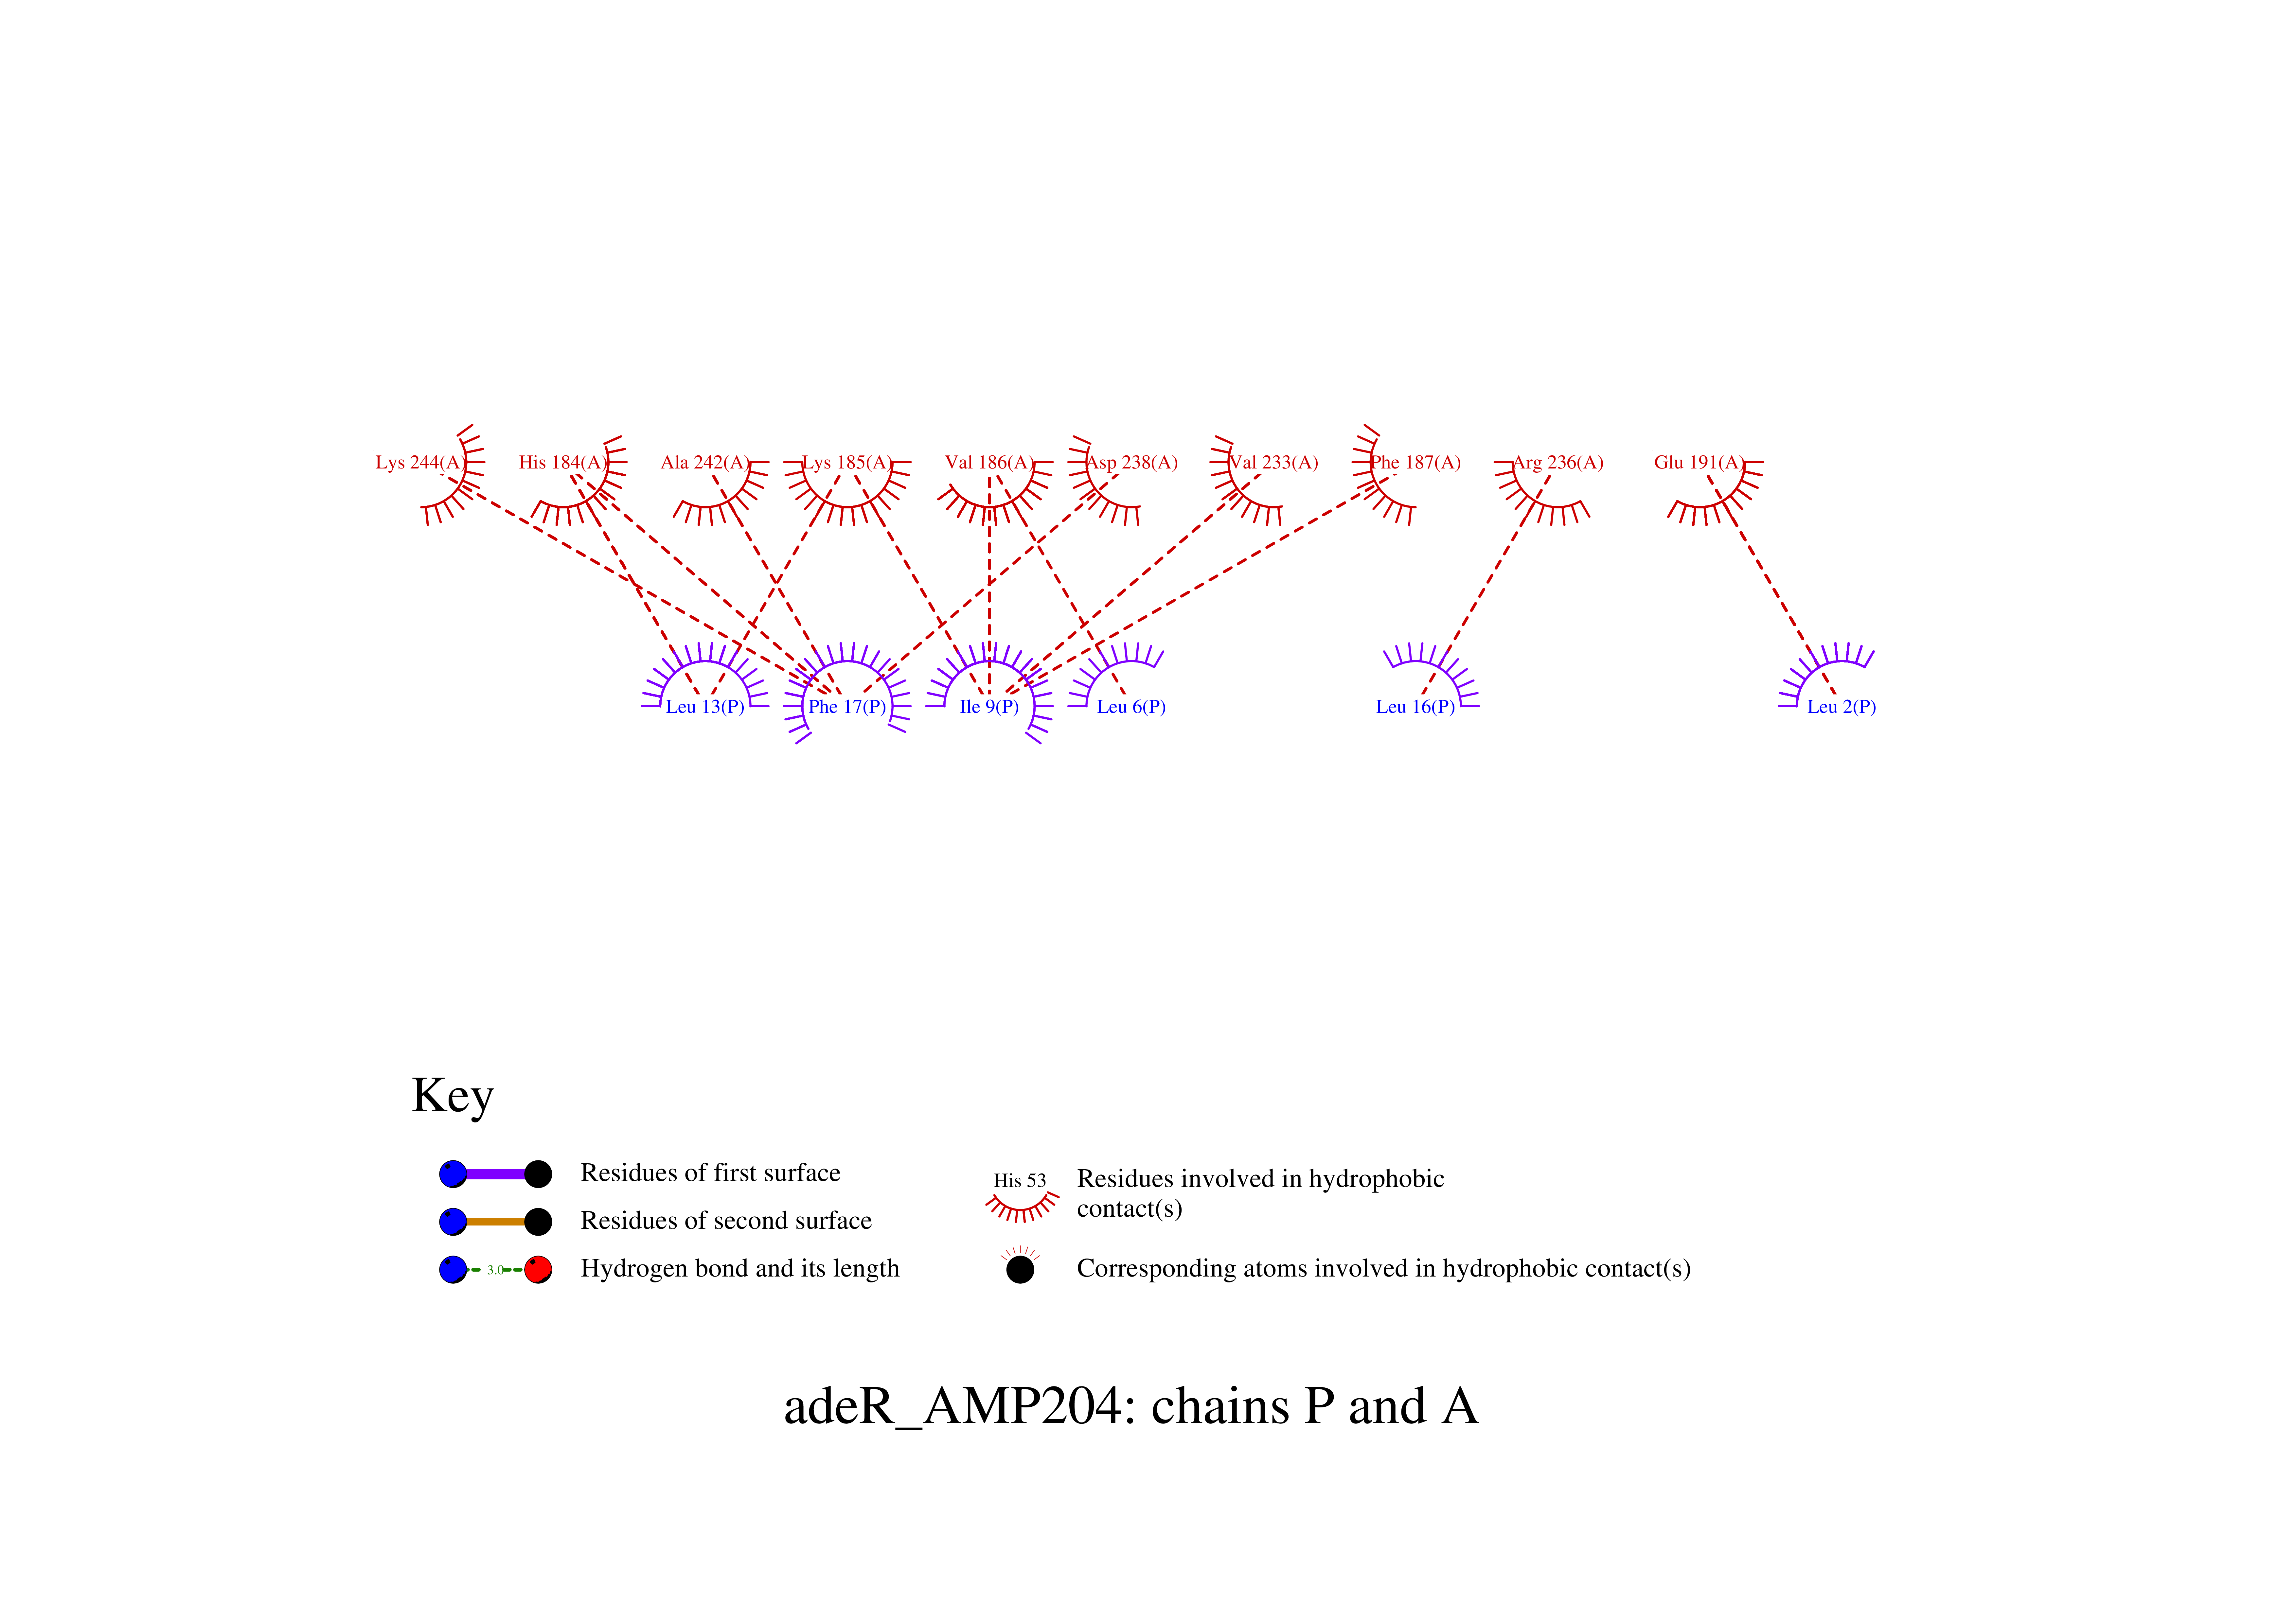 Lys 244(A) His 184(A) Ala 242(A) Lys 185(A) Val 186(A) Asp 238(A) Val 233(A) Phe 187(A) Arg 236(A) Glu 191(A)
Leu 13(P) Phe 17(P) Ile 9(P) Leu 6(P) Leu 16(P) Leu 2(P)
Key
Residues of first surface
Residues of second surface
3.0 Hydrogen bond and its length
His 53 Residues involved in hydrophobic
contact(s)
Corresponding atoms involved in hydrophobic contact(s)
adeR_AMP204: chains P and A